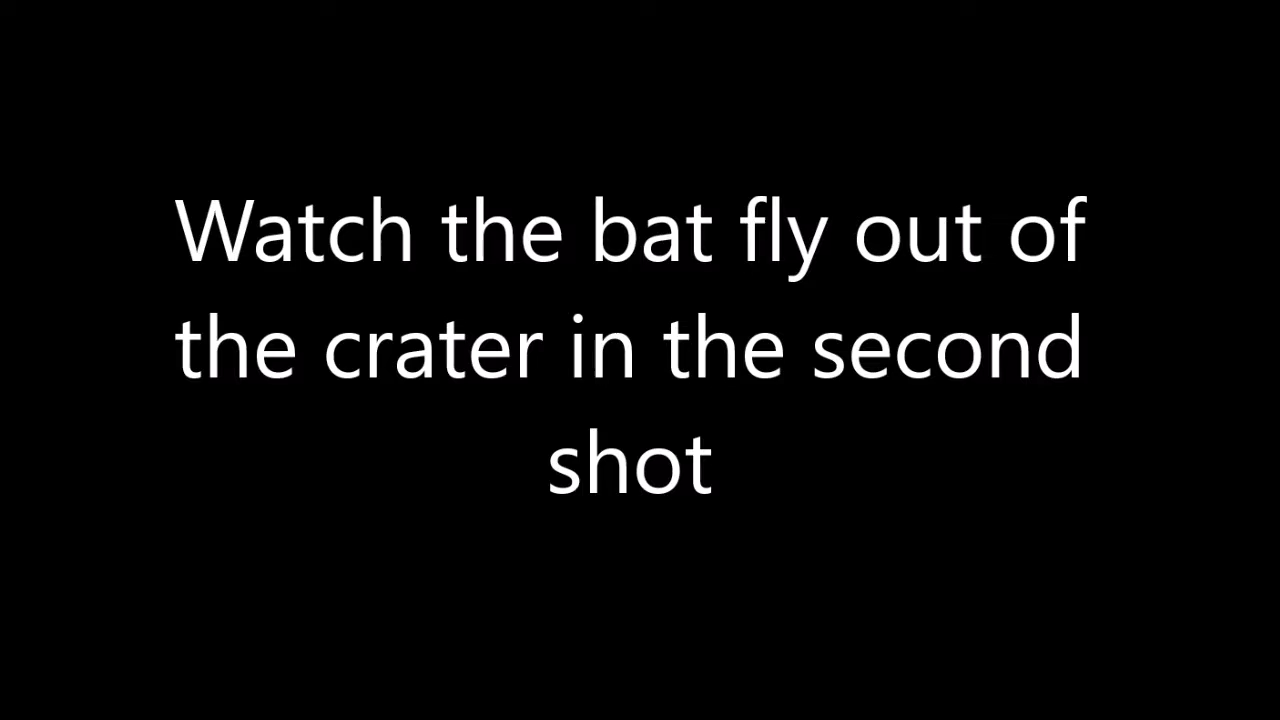 Watch the bat fly out of
the crater in the second
shot